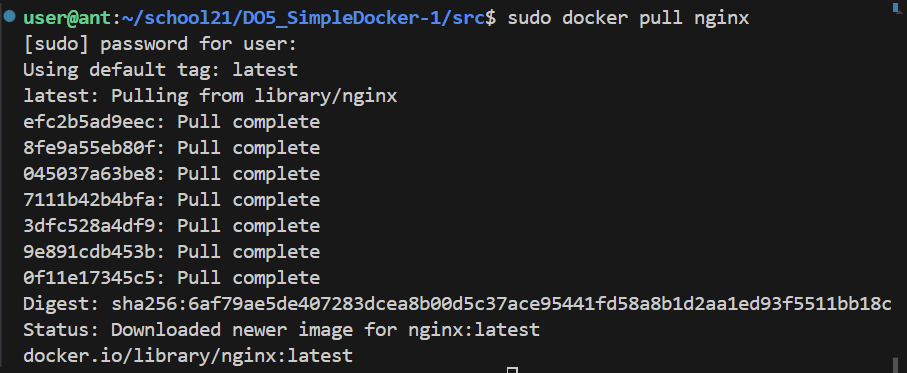 user@ant:~/school21/DO5_SimpleDocker-1/src$ sudo docker pull nginx
[sudo] password for user:
Using default tag: latest
latest: Pulling from library/nginx
efc2b5ad9eec: Pull complete
8fe9a55eb80f: Pull complete
045037a63be8: Pull complete
7111b42b4bfa: Pull complete
3dfc528a4df9: Pull complete
9e891cdb453b: Pull complete
0f11e17345c5: Pull complete
Digest: sha256:6af79ae5de407283dcea8b00d5c37ace95441fd58a8b1d2aa1ed93f5511bb18c
Status: Downloaded newer image for nginx:latest
docker.io/library/nginx:latest